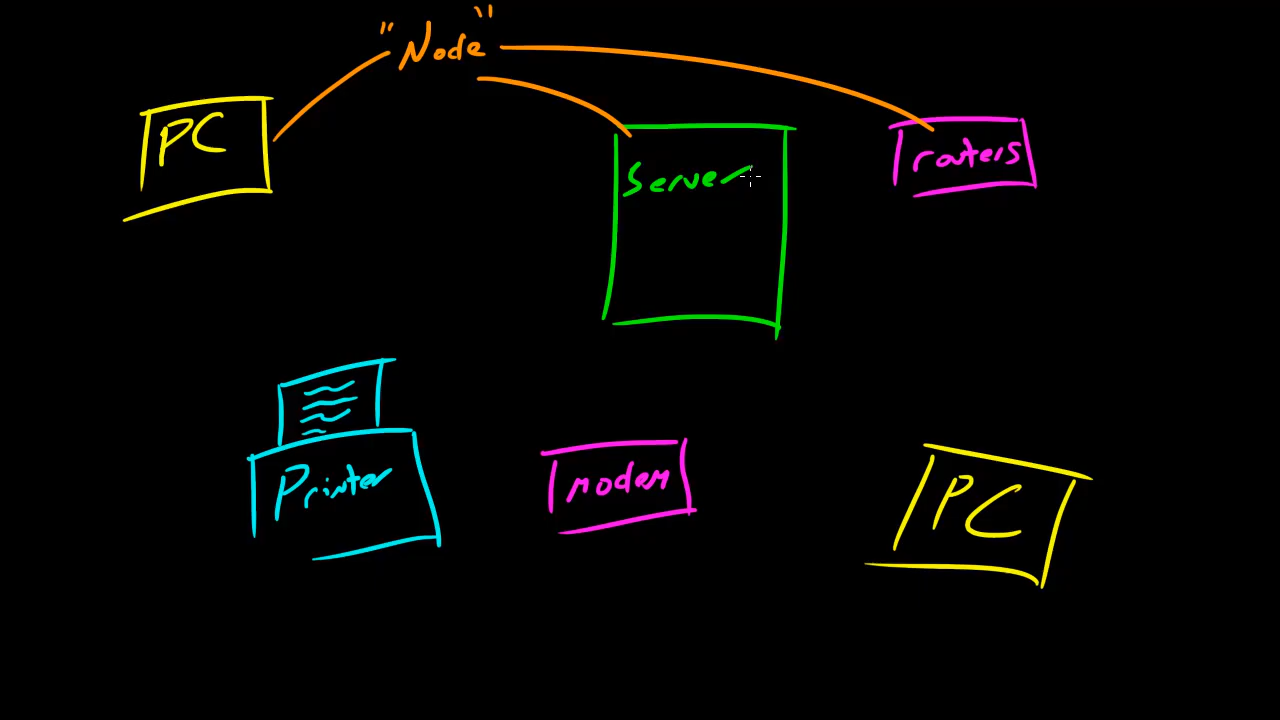 "Node"
PC
Server
routers
Printer
modem
PC